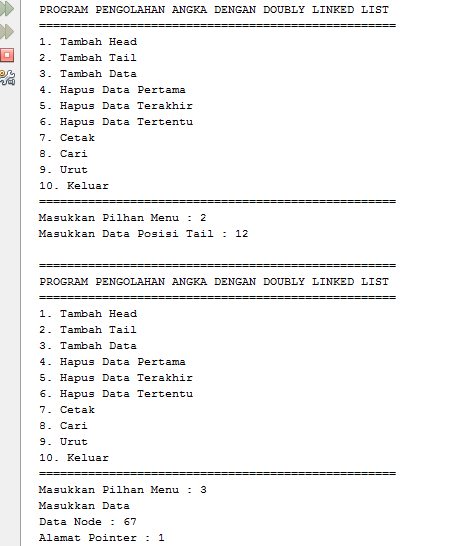 PROGRAM PENGOLAHAN ANGKA DENGAN DOUBLY LINKED LIST
===================================================
1. Tambah Head
2. Tambah Tail
3. Tambah Data
4. Hapus Data Pertama
5. Hapus Data Terakhir
6. Hapus Data Tertentu
7. Cetak
8. Cari
9. Urut
10. Keluar
===================================================
Masukkan Pilhan Menu : 2
Masukkan Data Posisi Tail : 12
===================================================
PROGRAM PENGOLAHAN ANGKA DENGAN DOUBLY LINKED LIST
===================================================
1. Tambah Head
2. Tambah Tail
3. Tambah Data
4. Hapus Data Pertama
5. Hapus Data Terakhir
6. Hapus Data Tertentu
7. Cetak
8. Cari
9. Urut
10. Keluar
===================================================
Masukkan Pilhan Menu : 3
Masukkan Data
Data Node : 67
Alamat Pointer : 1